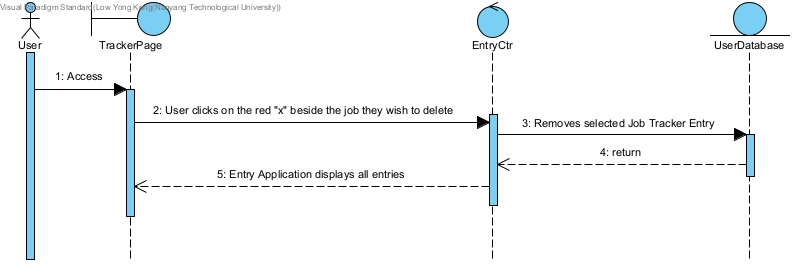 Visual Paradigm Standard(Low Yong Keng(Nanyang Technological University))
User
TrackerPage
EntryCtr
UserDatabase
1: Access
2: User clicks on the red "x" beside the job they wish to delete
3: Removes selected Job Tracker Entry
4: return
5: Entry Application displays all entries